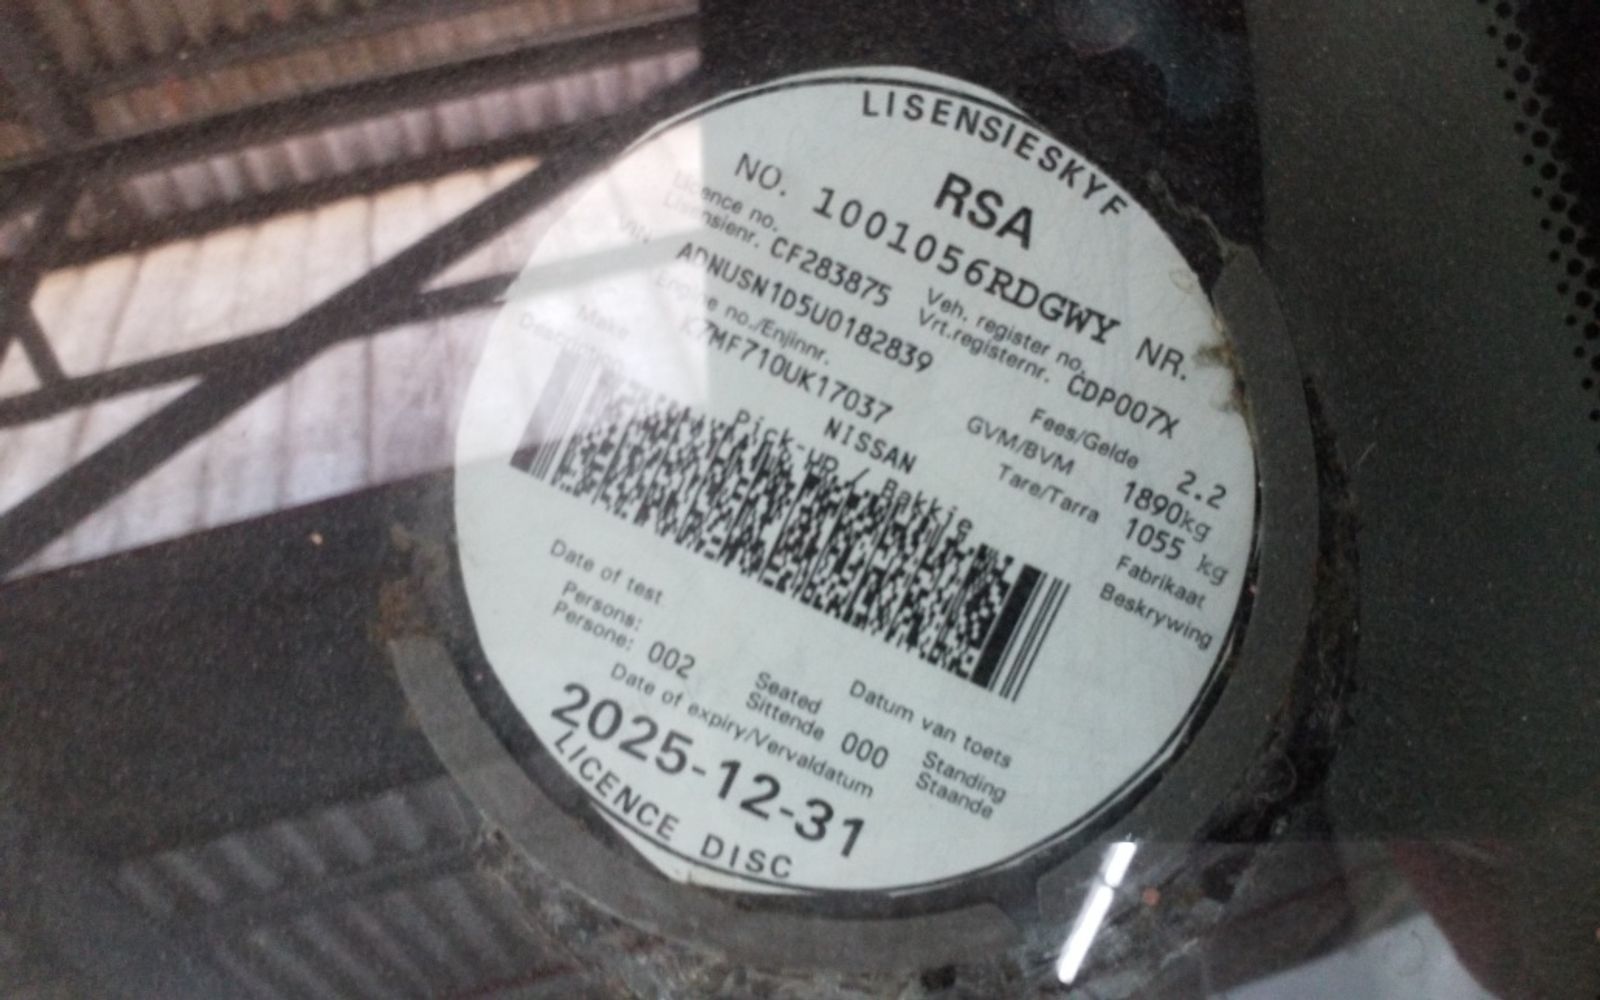 LISENSIESKYF
RSA
NO. 1001056RDGWY NR.
Licence no.
Lisensienr. CF283875
Veh. register no.
Vrt.registernr. CDP007X
VIN ADNUSN1D5U0182839
Fees/Gelde 2.2
Engine no./Enjinnr.
K7MF710UK17037
GVM/BVM 1890kg
Tare/Tarra 1055 kg
Make NISSAN Fabrikaat
Description Pick-up / Bakkie Beskrywing
Date of test Datum van toets
Persons:
Persone: 002 Seated
Sittende 000 Standing
Staande
Date of expiry/Vervaldatum
2025-12-31
LICENCE DISC